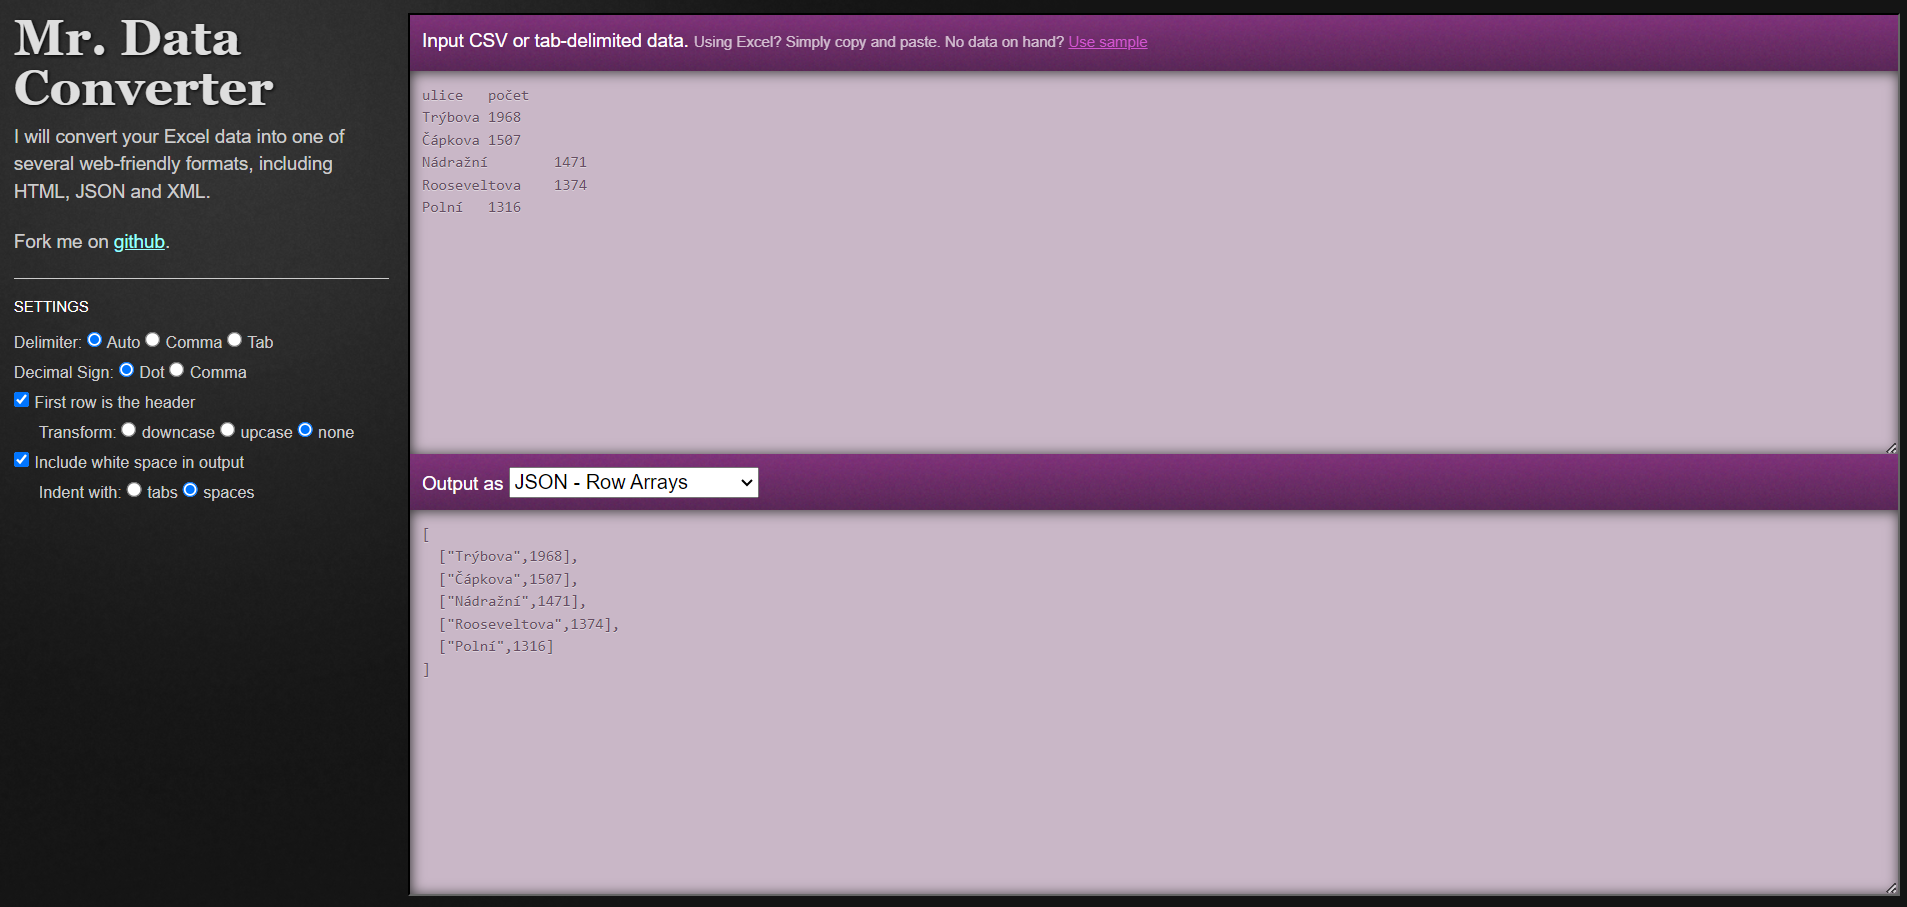 Mr. Data
Converter
I will convert your Excel data into one of
several web-friendly formats, including
HTML, JSON and XML.
Fork me on github.
SETTINGS
Delimiter: Auto Comma Tab
Decimal Sign: Dot Comma
First row is the header
Transform: downcase upcase none
Include white space in output
Indent with: tabs spaces
Input CSV or tab-delimited data. Using Excel? Simply copy and paste. No data on hand? Use sample
ulice počet
Trýbova 1968
Čápkova 1507
Nádražní 1471
Rooseveltova 1374
Polní 1316
Output as JSON - Row Arrays
[
["Trýbova",1968],
["Čápkova",1507],
["Nádražní",1471],
["Rooseveltova",1374],
["Polní",1316]
]